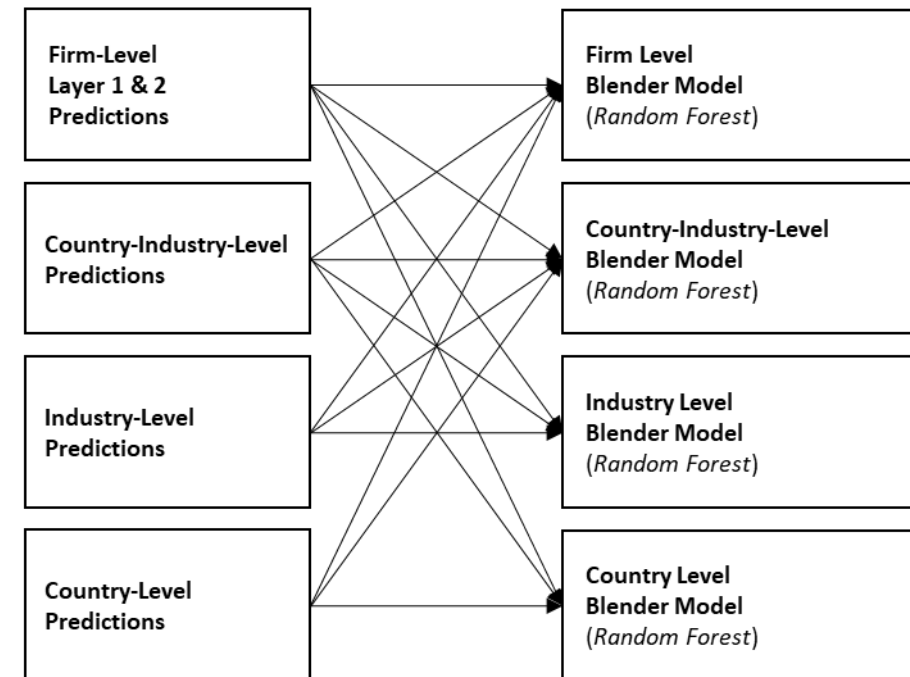 Firm-Level
Layer 1 & 2
Predictions
Firm Level
Blender Model
(Random Forest)
Country-Industry-Level
Predictions
Country-Industry-Level
Blender Model
(Random Forest)
Industry-Level
Predictions
Industry Level
Blender Model
(Random Forest)
Country-Level
Predictions
Country Level
Blender Model
(Random Forest)